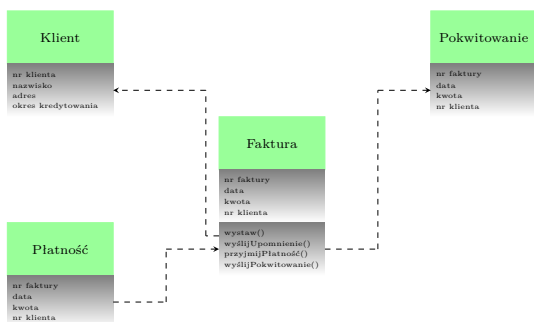 Klient
nr klienta
nazwisko
adres
okres kredytowania
Pokwitowanie
nr faktury
data
kwota
nr klienta
Faktura
nr faktury
data
kwota
nr klienta
wystaw()
wyślijUpomnienie()
przyjmijPłatność()
wyślijPokwitowanie()
Płatność
nr faktury
data
kwota
nr klienta